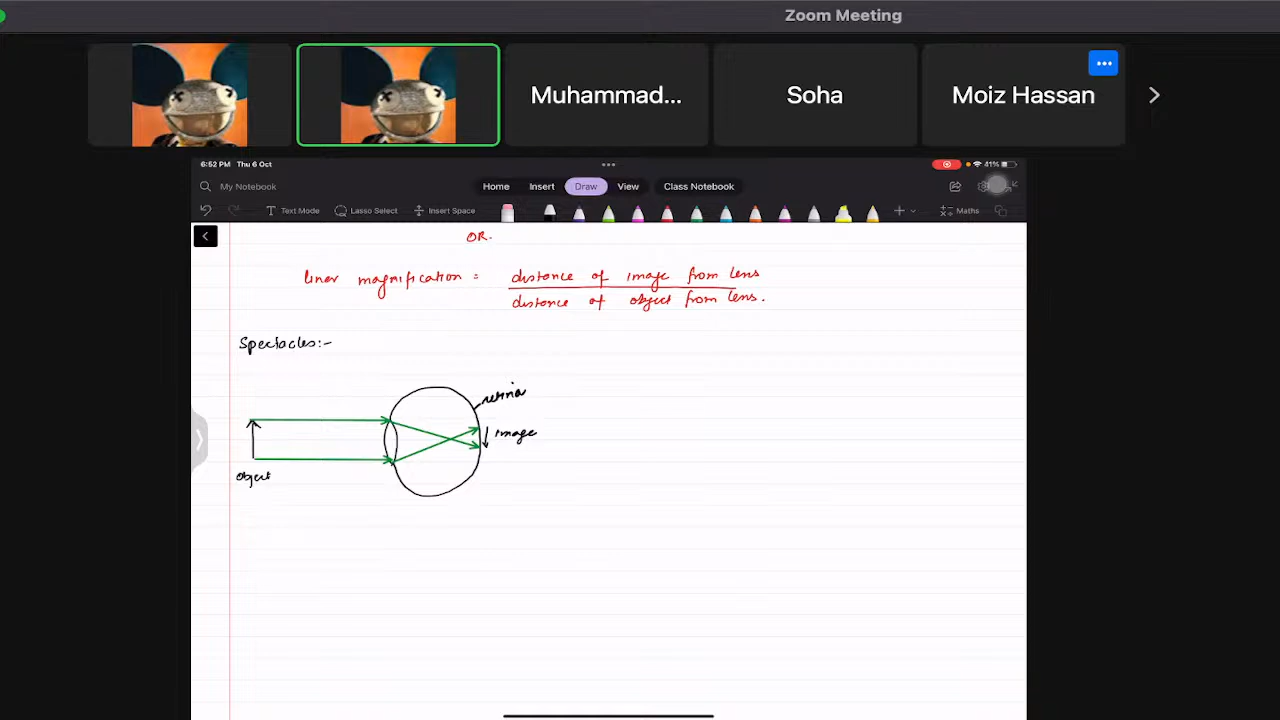 Zoom Meeting
Muhammad...
Soha
Moiz Hassan
6:52 PM Thu 6 Oct
41%
My Notebook
Home
Insert
Draw
View
Class Notebook
Text Mode
Lasso Select
Insert Space
Maths
OR.
linar magnification = distance of image from lens
distance of object from lens.
Spectacles:-
retina
image
object